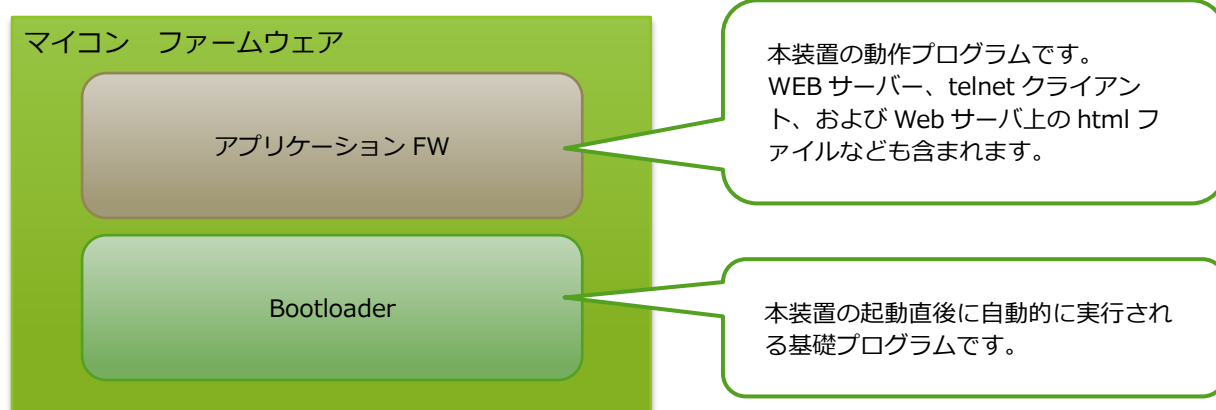 マイコン　ファームウェア
アプリケーション FW
本装置の動作プログラムです。
WEB サーバー、telnet クライアン
ト、および Web サーバ上の html フ
ァイルなども含まれます。
Bootloader
本装置の起動直後に自動的に実行され
る基礎プログラムです。